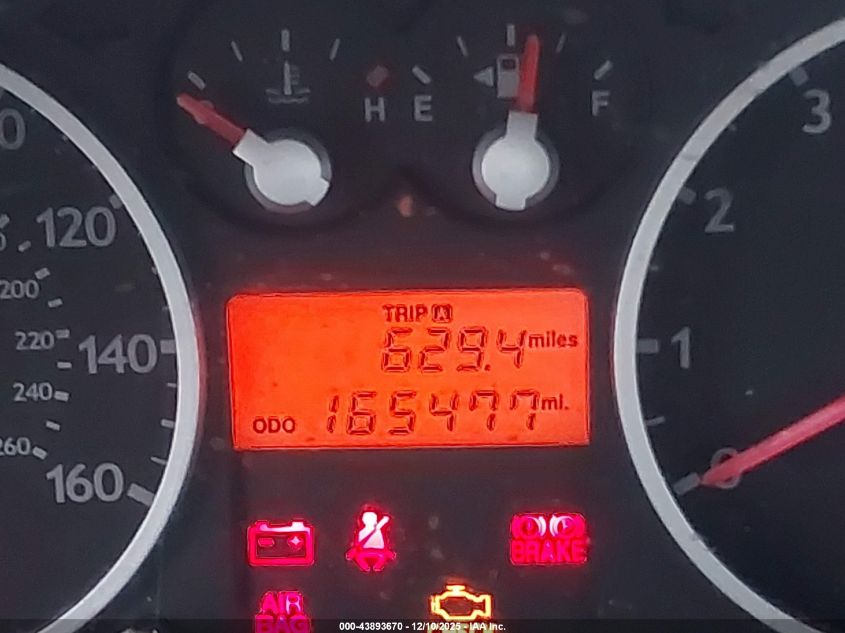 H E F
3
2
1
0
120
140
160
200
220
240
260
TRIP A
629.4 miles
ODO 165477 mi.
BRAKE
AIR
BAG
000-43893670 - 12/10/2025 - IAA Inc.